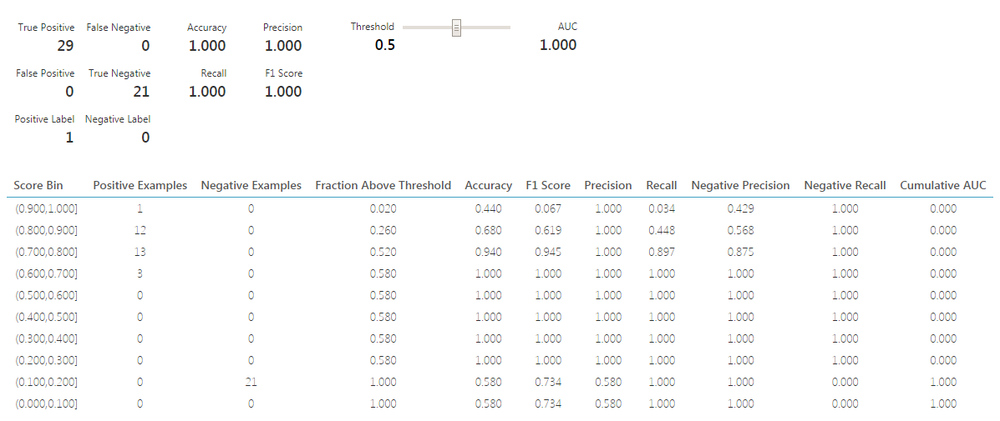 True Positive False Negative Accuracy Precision Threshold AUC
29 0 1.000 1.000 0.5 1.000
False Positive True Negative Recall F1 Score
0 21 1.000 1.000
Positive Label Negative Label
1 0
Score Bin Positive Examples Negative Examples Fraction Above Threshold Accuracy F1 Score Precision Recall Negative Precision Negative Recall Cumulative AUC
(0.900,1.000] 1 0 0.020 0.440 0.067 1.000 0.034 0.429 1.000 0.000
(0.800,0.900] 12 0 0.260 0.680 0.619 1.000 0.448 0.568 1.000 0.000
(0.700,0.800] 13 0 0.520 0.940 0.945 1.000 0.897 0.875 1.000 0.000
(0.600,0.700] 3 0 0.580 1.000 1.000 1.000 1.000 1.000 1.000 0.000
(0.500,0.600] 0 0 0.580 1.000 1.000 1.000 1.000 1.000 1.000 0.000
(0.400,0.500] 0 0 0.580 1.000 1.000 1.000 1.000 1.000 1.000 0.000
(0.300,0.400] 0 0 0.580 1.000 1.000 1.000 1.000 1.000 1.000 0.000
(0.200,0.300] 0 0 0.580 1.000 1.000 1.000 1.000 1.000 1.000 0.000
(0.100,0.200] 0 21 1.000 0.580 0.734 0.580 1.000 1.000 0.000 1.000
(0.000,0.100] 0 0 1.000 0.580 0.734 0.580 1.000 1.000 0.000 1.000